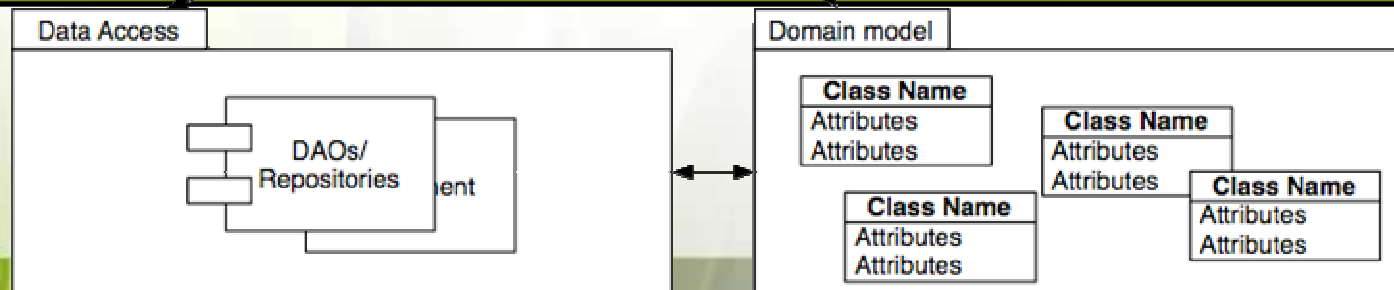 Data Access
DAOs/
Repositories
Domain model
Class Name
Attributes
Attributes
Class Name
Attributes
Attributes
Class Name
Attributes
Attributes
Class Name
Attributes
Attributes